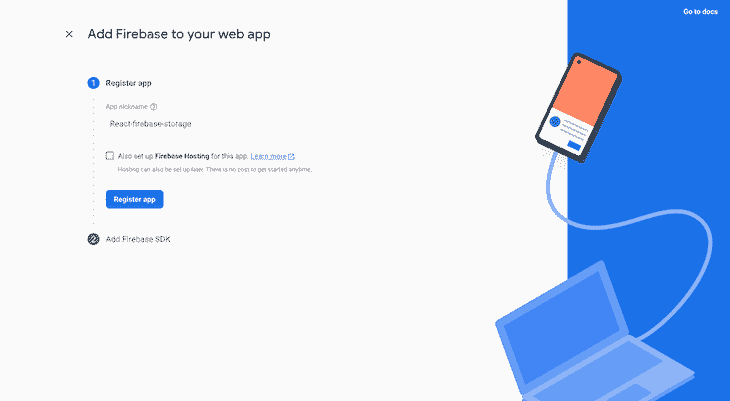 Go to docs
Add Firebase to your web app
1 Register app
App nickname
React-firebase-storage
Also set up Firebase Hosting for this app. Learn more
Hosting can also be set up later. There is no cost to get started anytime.
Register app
2 Add Firebase SDK